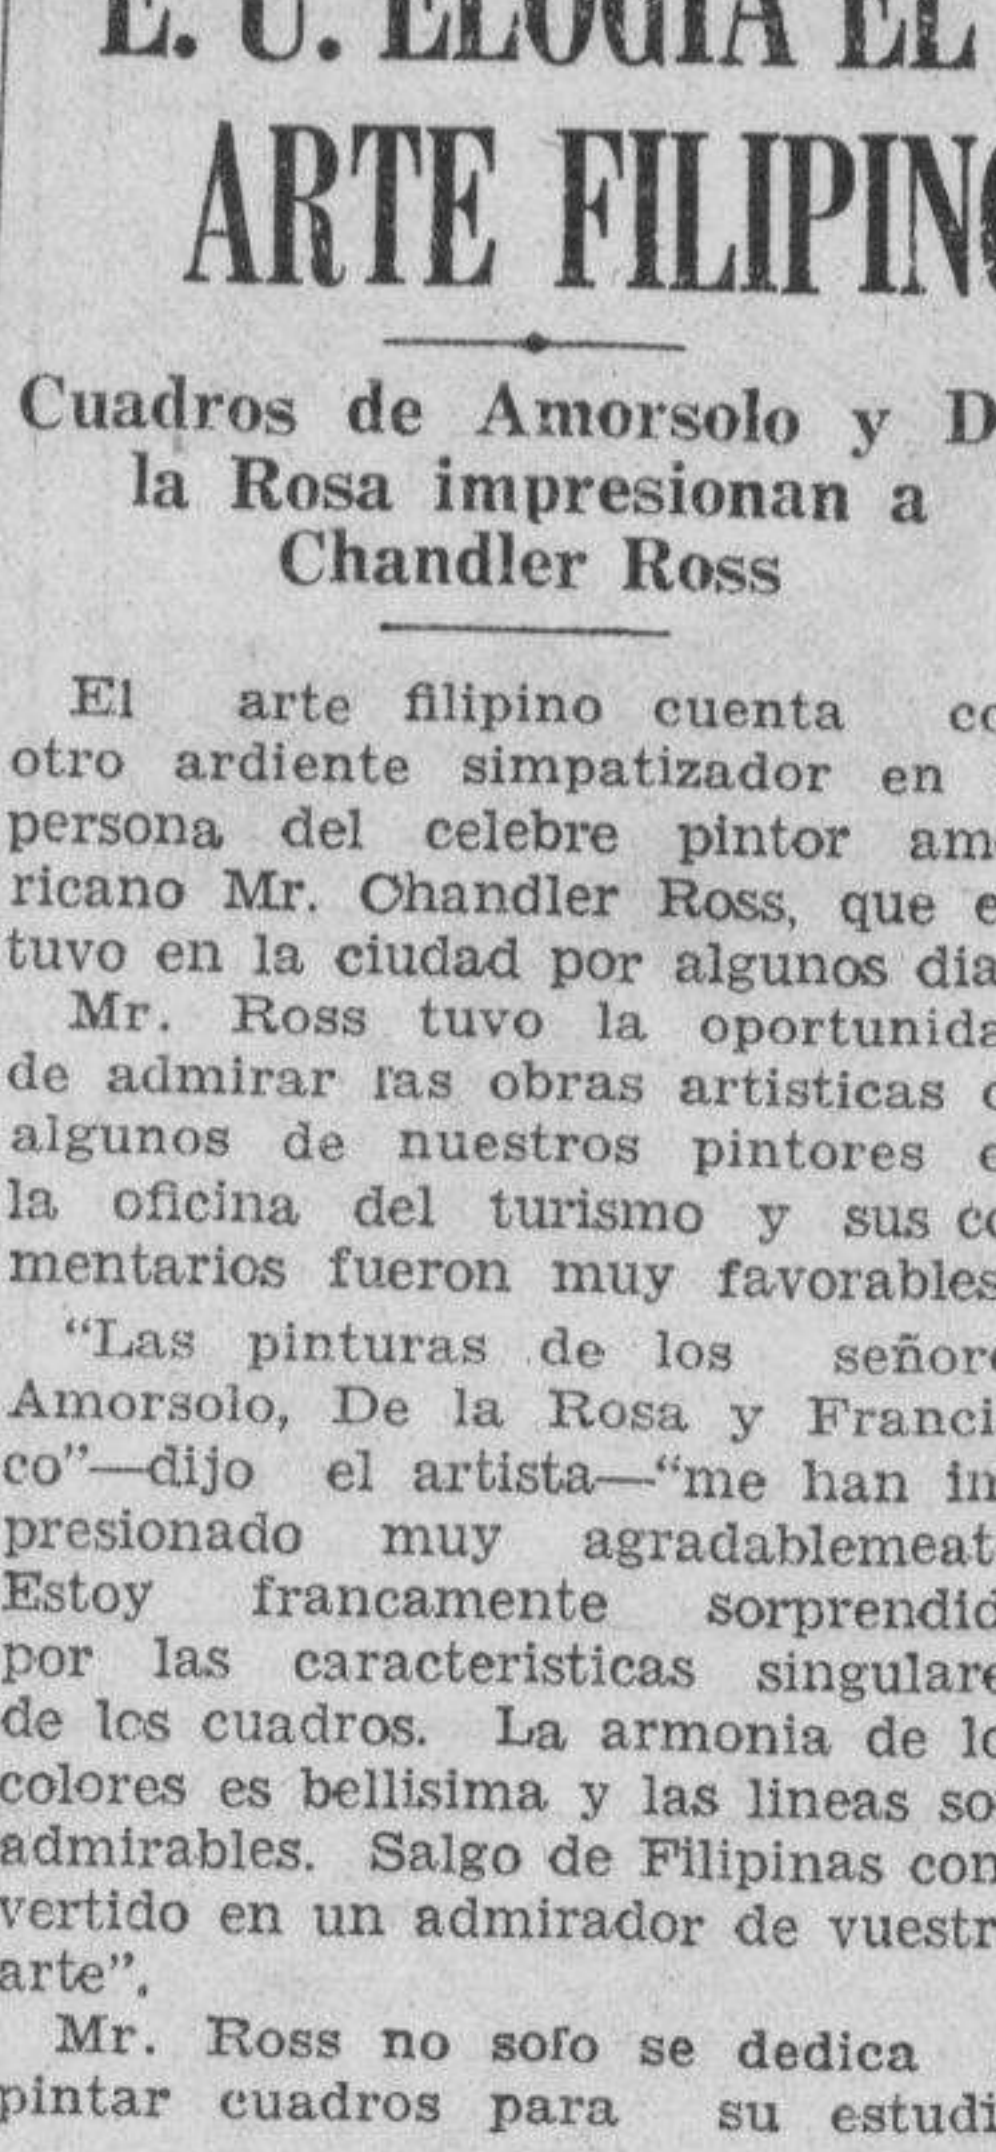 E. U. ELOGIA EL
ARTE FILIPINO
Cuadros de Amorsolo y D
la Rosa impresionan a
Chandler Ross
El arte filipino cuenta co
otro ardiente simpatizador en
persona del celebre pintor ame
ricano Mr. Chandler Ross, que e
tuvo en la ciudad por algunos dia
Mr. Ross tuvo la oportunida
de admirar las obras artisticas d
algunos de nuestros pintores e
la oficina del turismo y sus co
mentarios fueron muy favorables
"Las pinturas de los señore
Amorsolo, De la Rosa y Franci
co"—dijo el artista—"me han im
presionado muy agradablemeat
Estoy francamente sorprendid
por las caracteristicas singulare
de los cuadros. La armonia de lo
colores es bellisima y las lineas so
admirables. Salgo de Filipinas con
vertido en un admirador de vuestr
arte".
Mr. Ross no solo se dedica
pintar cuadros para su estudi